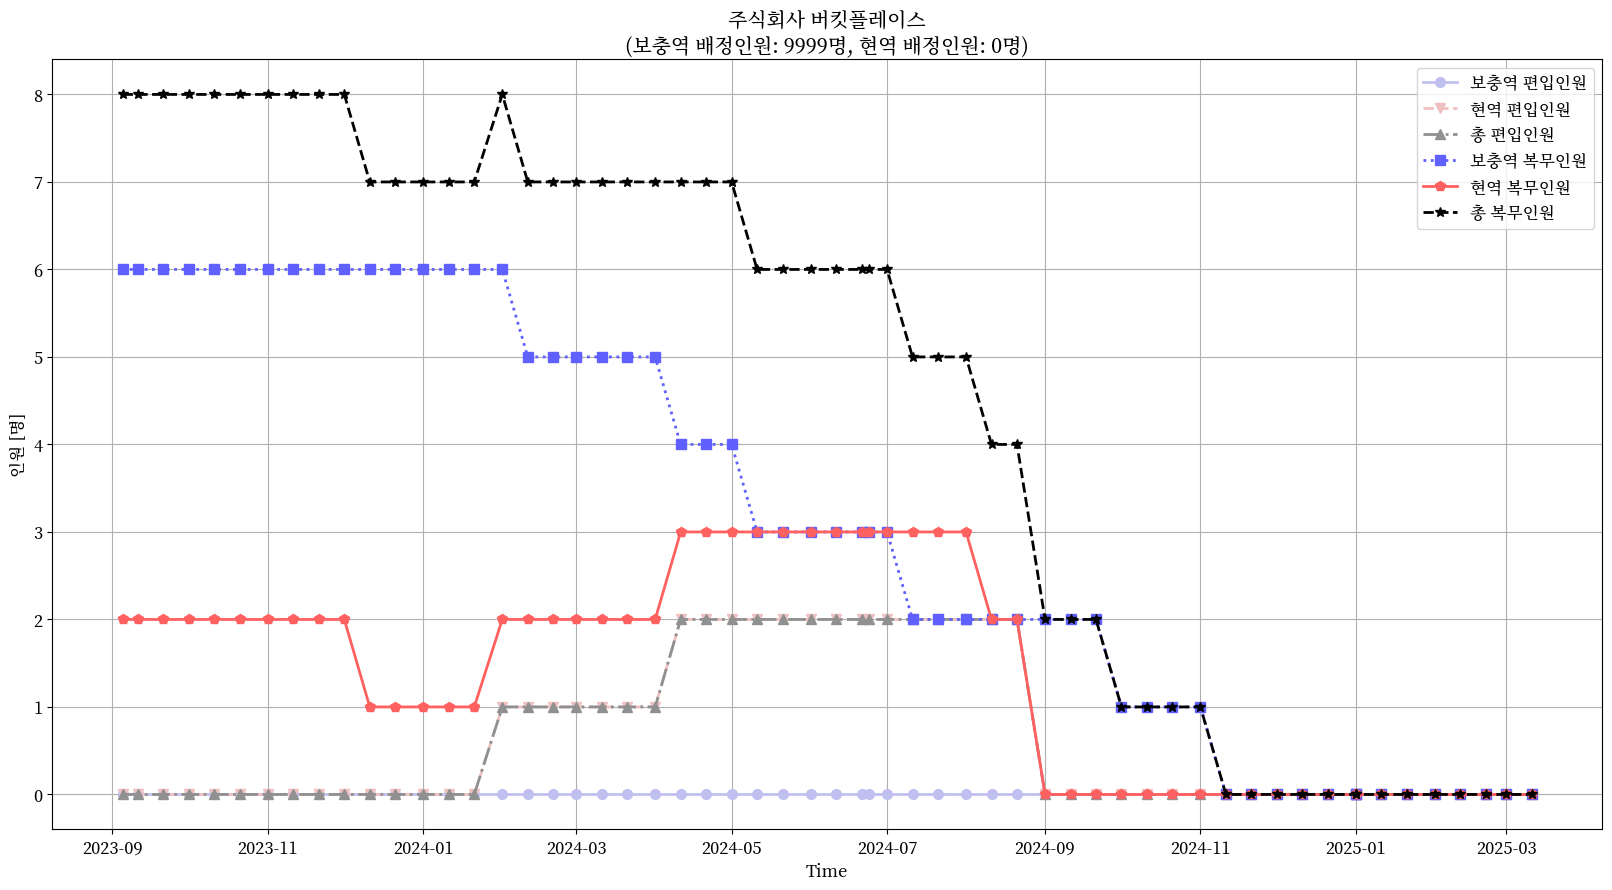 주식회사 버킷플레이스
(보충역 배정인원: 9999명, 현역 배정인원: 0명)
보충역 편입인원
현역 편입인원
총 편입인원
보충역 복무인원
현역 복무인원
총 복무인원
인원 [명]
8
7
6
5
4
3
2
1
0
2023-09 2023-11 2024-01 2024-03 2024-05 2024-07 2024-09 2024-11 2025-01 2025-03
Time